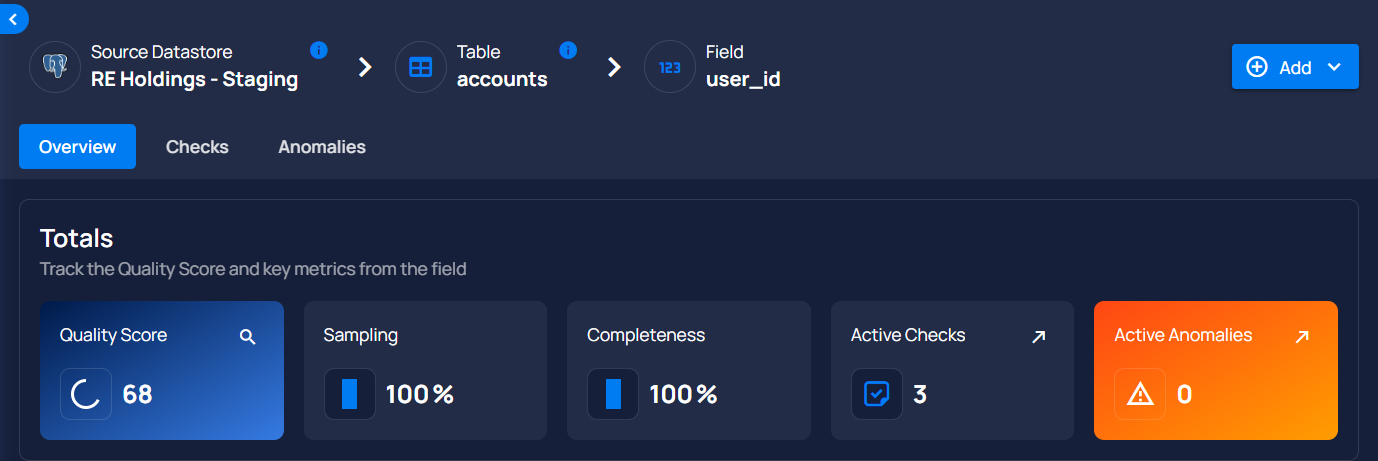 Source Datastore
RE Holdings - Staging
Table
accounts
123
Field
user_id
Add
Overview
Checks
Anomalies
Totals
Track the Quality Score and key metrics from the field
Quality Score
68
Sampling
100%
Completeness
100%
Active Checks
3
Active Anomalies
0